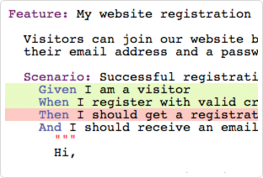 Feature: My website registration
Visitors can join our website b
their email address and a passw
Scenario: Successful registrati
Given I am a visitor
When I register with valid cr
Then I should get a registrat
And I should receive an email
"""
Hi,